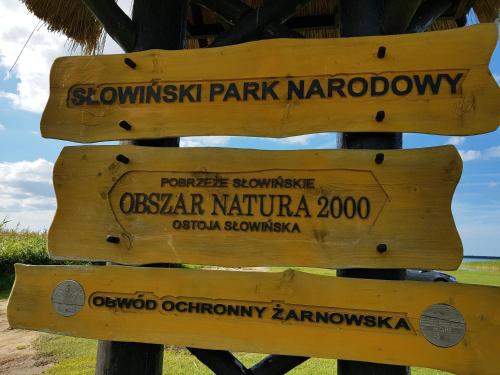 SŁOWIŃSKI PARK NARODOWY
POBRZEŻE SŁOWIŃSKIE
OBSZAR NATURA 2000
OSTOJA SŁOWIŃSKA
OBWÓD OCHRONNY ŻARNOWSKA